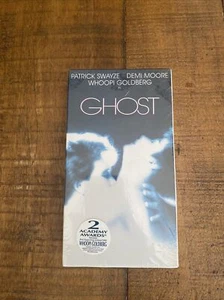 PATRICK SWAYZE DEMI MOORE
WHOOPI GOLDBERG
GHOST
2
ACADEMY
AWARDS
WHOOPI GOLDBERG